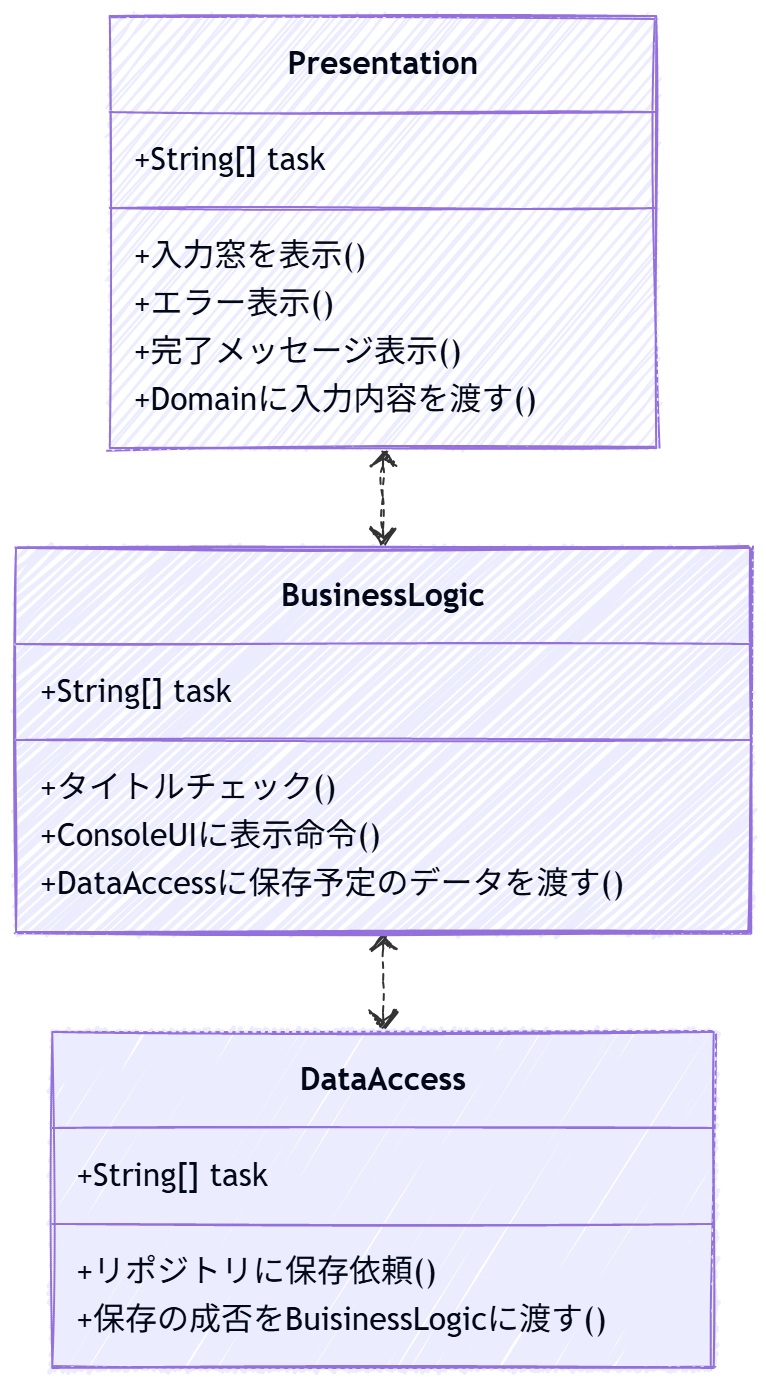 Presentation
+String[] task
+入力窓を表示()
+エラー表示()
+完了メッセージ表示()
+Domainに入力内容を渡す()
BusinessLogic
+String[] task
+タイトルチェック()
+ConsoleUIに表示命令()
+DataAccessに保存予定のデータを渡す()
DataAccess
+String[] task
+リポジトリに保存依頼()
+保存の成否をBuisinessLogicに渡す()